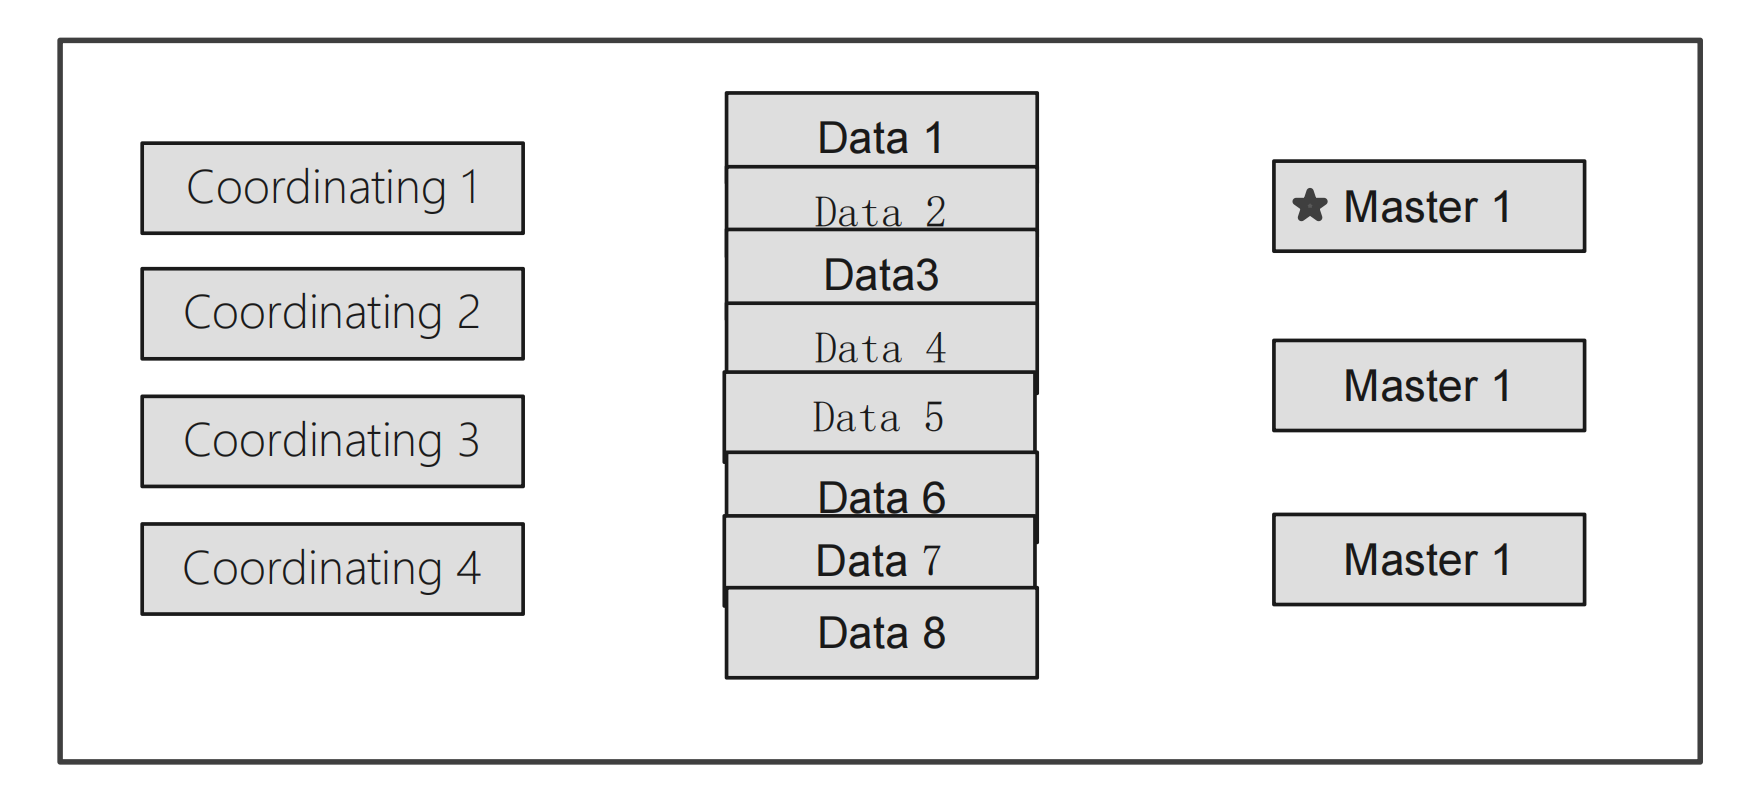 Coordinating 1
Coordinating 2
Coordinating 3
Coordinating 4
Data 1
Data 2
Data3
Data 4
Data 5
Data 6
Data 7
Data 8
Master 1
Master 1
Master 1